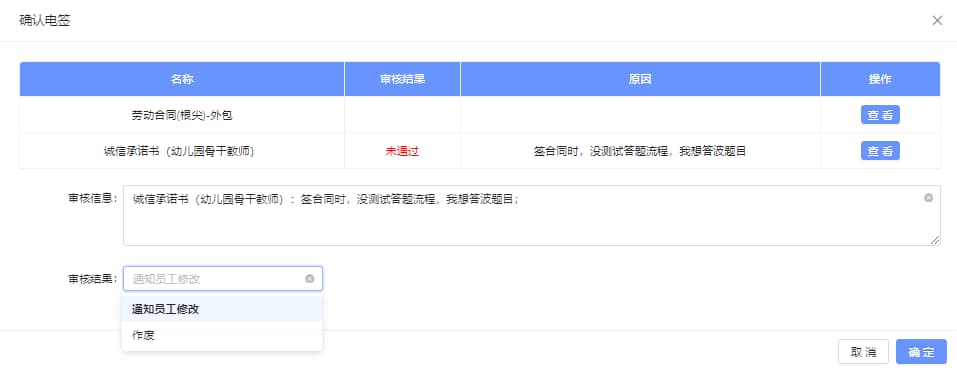 确认电签
名称 审核结果 原因 操作
劳动合同(根尖)-外包 查看
诚信承诺书（幼儿园骨干教师） 未通过 签合同时，没测试答题流程，我想答波题目 查看
审核信息: 诚信承诺书（幼儿园骨干教师）：签合同时，没测试答题流程，我想答波题目;
审核结果: 通知员工修改
通知员工修改
作废
取消 确定